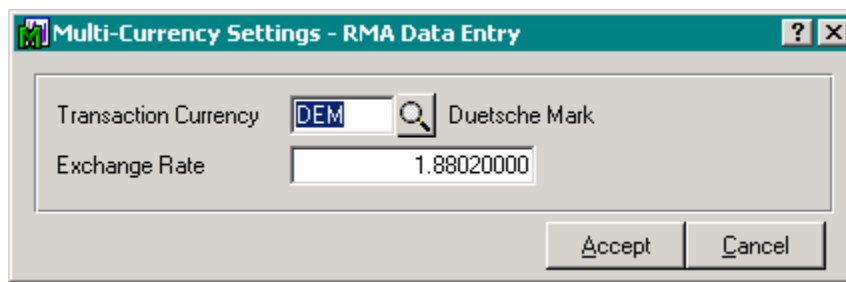 Multi-Currency Settings - RMA Data Entry
Transaction Currency DEM Duetsche Mark
Exchange Rate 1.88020000
Accept Cancel